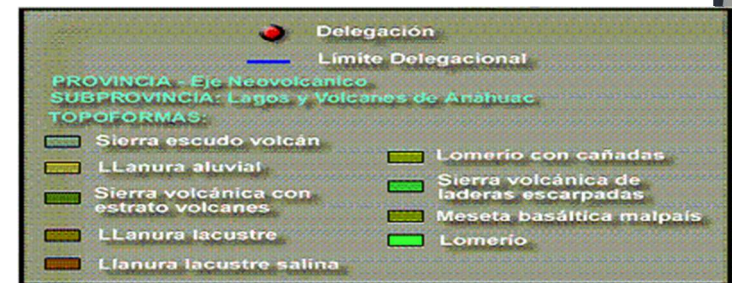 Delegación
Límite Delegacional
PROVINCIA - Eje Neovolcánico
SUBPROVINCIA: Lagos y Volcanes de Anáhuac
TOPOFORMAS:
Sierra escudo volcán
LLanura aluvial
Sierra volcánica con
estrato volcanes
LLanura lacustre
Llanura lacustre salina
Lomerío con cañadas
Sierra volcánica de
laderas escarpadas
Meseta basáltica malpaís
Lomerío